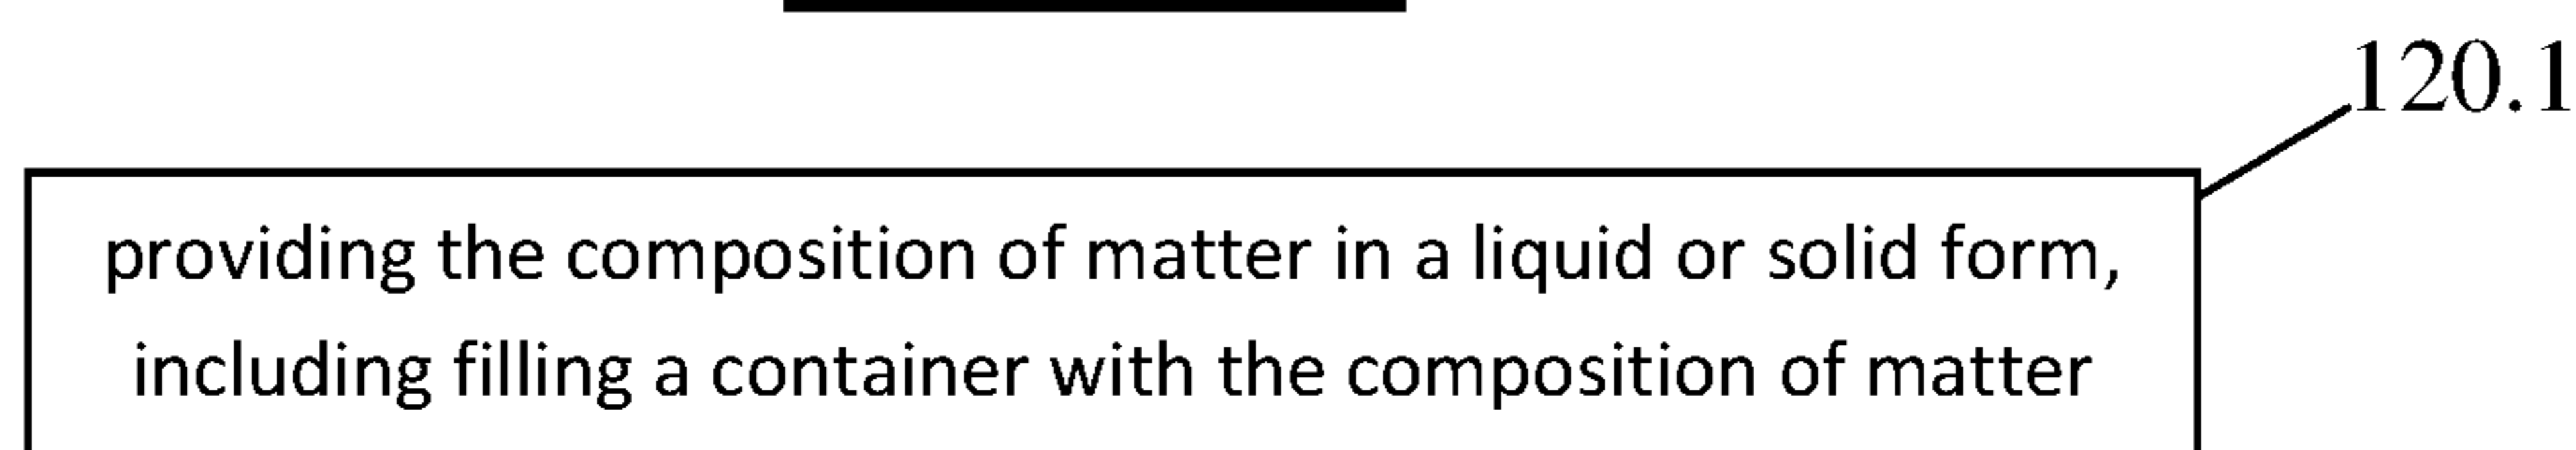 120.1
providing the composition of matter in a liquid or solid form,
including filling a container with the composition of matter